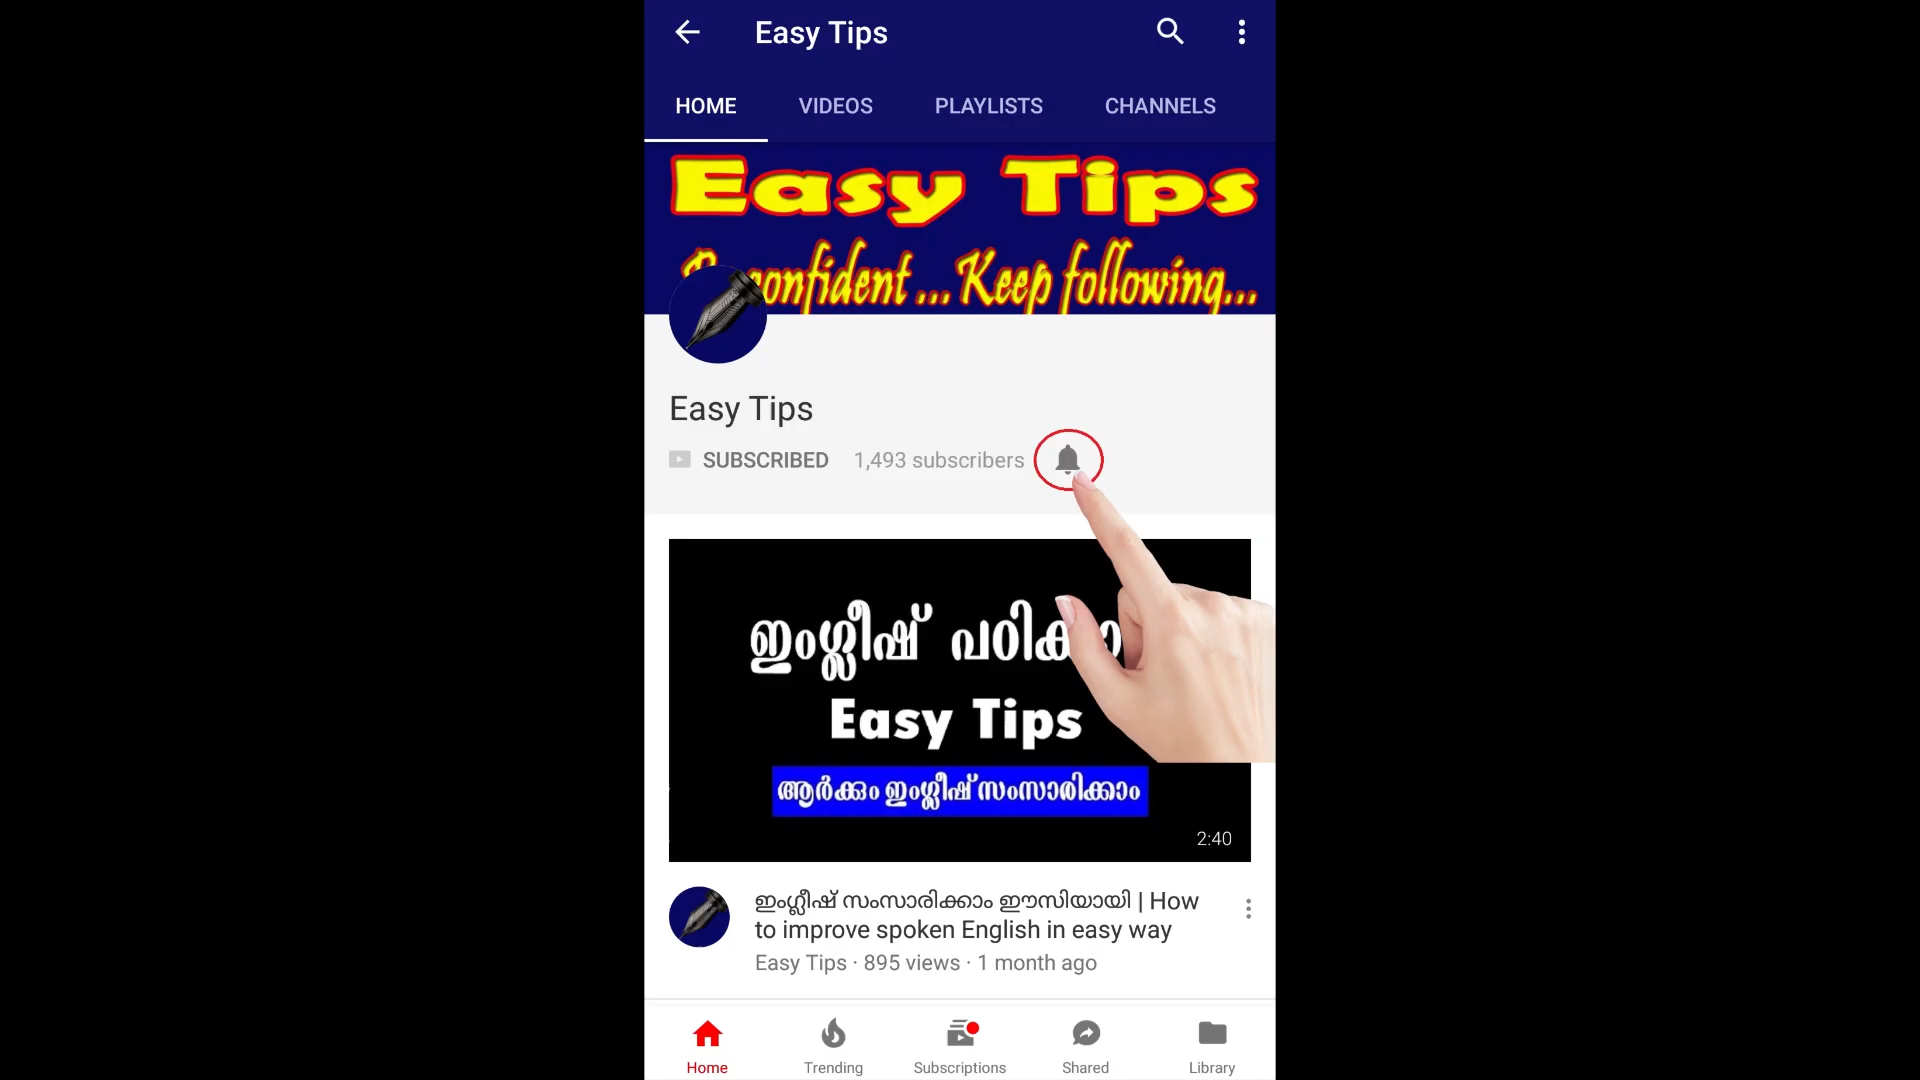 Easy Tips
HOME VIDEOS PLAYLISTS CHANNELS
Easy Tips
confident ... Keep following...
Easy Tips
SUBSCRIBED 1,493 subscribers
ഇംഗ്ലീഷ്
Easy Tips
ആർക്കും ഇംഗ്ലീഷ് സംസാരിക്കാം
2:40
ഇംഗ്ലീഷ് സംസാരിക്കാം ഈസിയായി | How
to improve spoken English in easy way
Easy Tips · 895 views · 1 month ago
Home Trending Subscriptions Shared Library